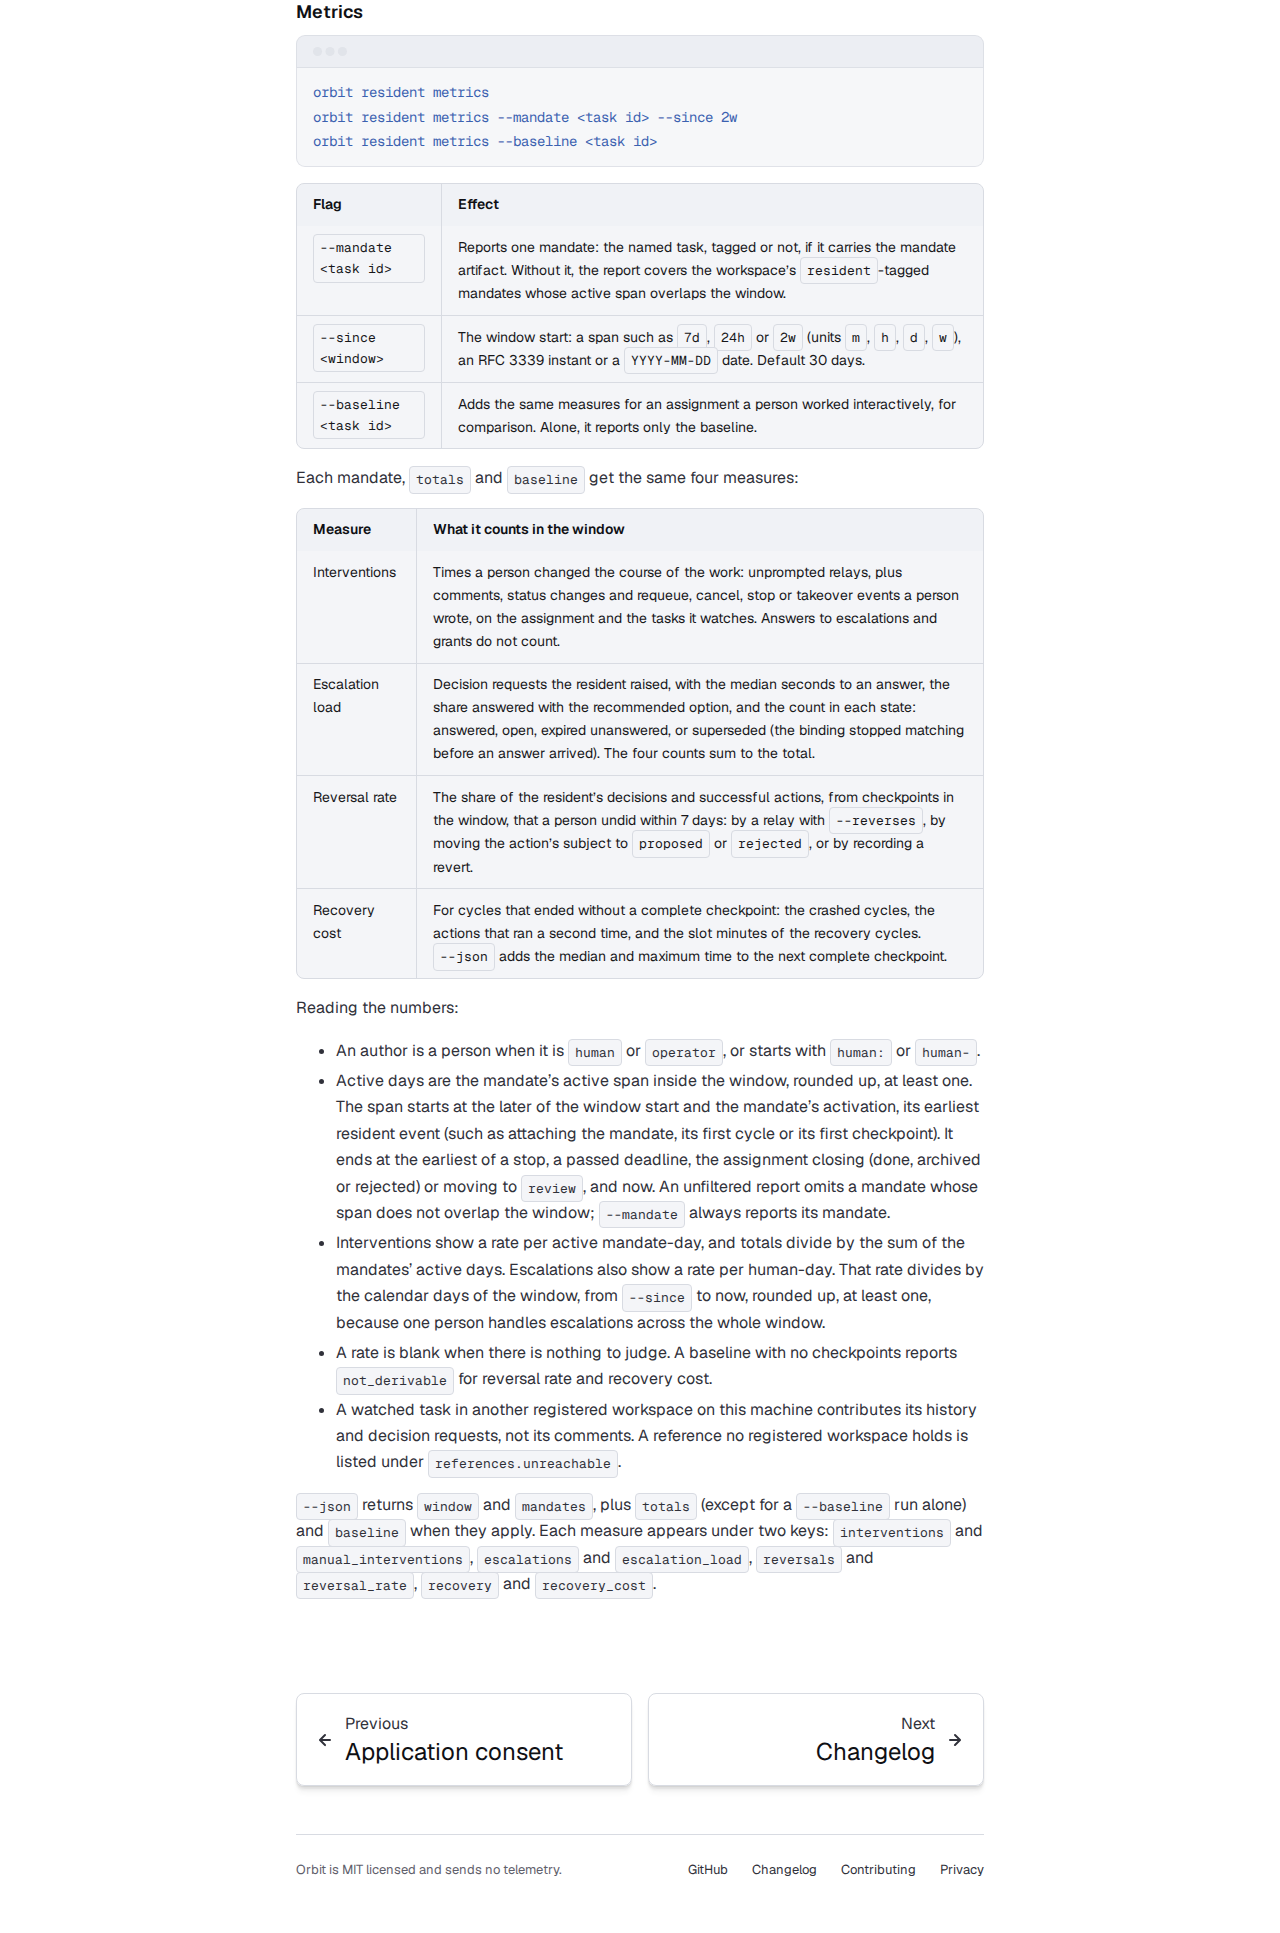 Metrics
orbit resident metrics
orbit resident metrics --mandate <task id> --since 2w
orbit resident metrics --baseline <task id>
Flag
Effect
--mandate
<task id>
Reports one mandate: the named task, tagged or not, if it carries the mandate
artifact. Without it, the report covers the workspace’s resident-tagged
mandates whose active span overlaps the window.
--since
<window>
The window start: a span such as 7d, 24h or 2w (units m, h, d, w),
an RFC 3339 instant or a YYYY-MM-DD date. Default 30 days.
--baseline
<task id>
Adds the same measures for an assignment a person worked interactively, for
comparison. Alone, it reports only the baseline.
Each mandate, totals and baseline get the same four measures:
Measure
What it counts in the window
Interventions
Times a person changed the course of the work: unprompted relays, plus
comments, status changes and requeue, cancel, stop or takeover events a person
wrote, on the assignment and the tasks it watches. Answers to escalations and
grants do not count.
Escalation
load
Decision requests the resident raised, with the median seconds to an answer, the
share answered with the recommended option, and the count in each state:
answered, open, expired unanswered, or superseded (the binding stopped matching
before an answer arrived). The four counts sum to the total.
Reversal rate
The share of the resident’s decisions and successful actions, from checkpoints in
the window, that a person undid within 7 days: by a relay with --reverses, by
moving the action’s subject to proposed or rejected, or by recording a
revert.
Recovery
cost
For cycles that ended without a complete checkpoint: the crashed cycles, the
actions that ran a second time, and the slot minutes of the recovery cycles.
--json adds the median and maximum time to the next complete checkpoint.
Reading the numbers:
• An author is a person when it is human or operator, or starts with human: or human-.
• Active days are the mandate’s active span inside the window, rounded up, at least one.
The span starts at the later of the window start and the mandate’s activation, its earliest
resident event (such as attaching the mandate, its first cycle or its first checkpoint). It
ends at the earliest of a stop, a passed deadline, the assignment closing (done, archived
or rejected) or moving to review, and now. An unfiltered report omits a mandate whose
span does not overlap the window; --mandate always reports its mandate.
• Interventions show a rate per active mandate-day, and totals divide by the sum of the
mandates’ active days. Escalations also show a rate per human-day. That rate divides by
the calendar days of the window, from --since to now, rounded up, at least one,
because one person handles escalations across the whole window.
• A rate is blank when there is nothing to judge. A baseline with no checkpoints reports
not_derivable for reversal rate and recovery cost.
• A watched task in another registered workspace on this machine contributes its history
and decision requests, not its comments. A reference no registered workspace holds is
listed under references.unreachable.
--json returns window and mandates, plus totals (except for a --baseline run alone)
and baseline when they apply. Each measure appears under two keys: interventions and
manual_interventions, escalations and escalation_load, reversals and
reversal_rate, recovery and recovery_cost.
Previous
Application consent
Next
Changelog
Orbit is MIT licensed and sends no telemetry.
GitHub Changelog Contributing Privacy